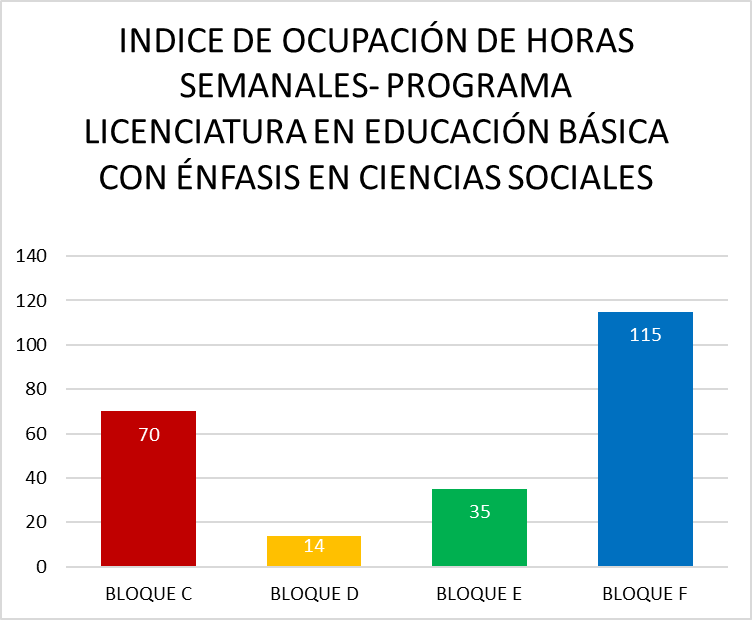 INDICE DE OCUPACIÓN DE HORAS
SEMANALES- PROGRAMA
LICENCIATURA EN EDUCACIÓN BÁSICA
CON ÉNFASIS EN CIENCIAS SOCIALES
140
120
100
80
60
40
20
0
70
14
35
115
BLOQUE C
BLOQUE D
BLOQUE E
BLOQUE F